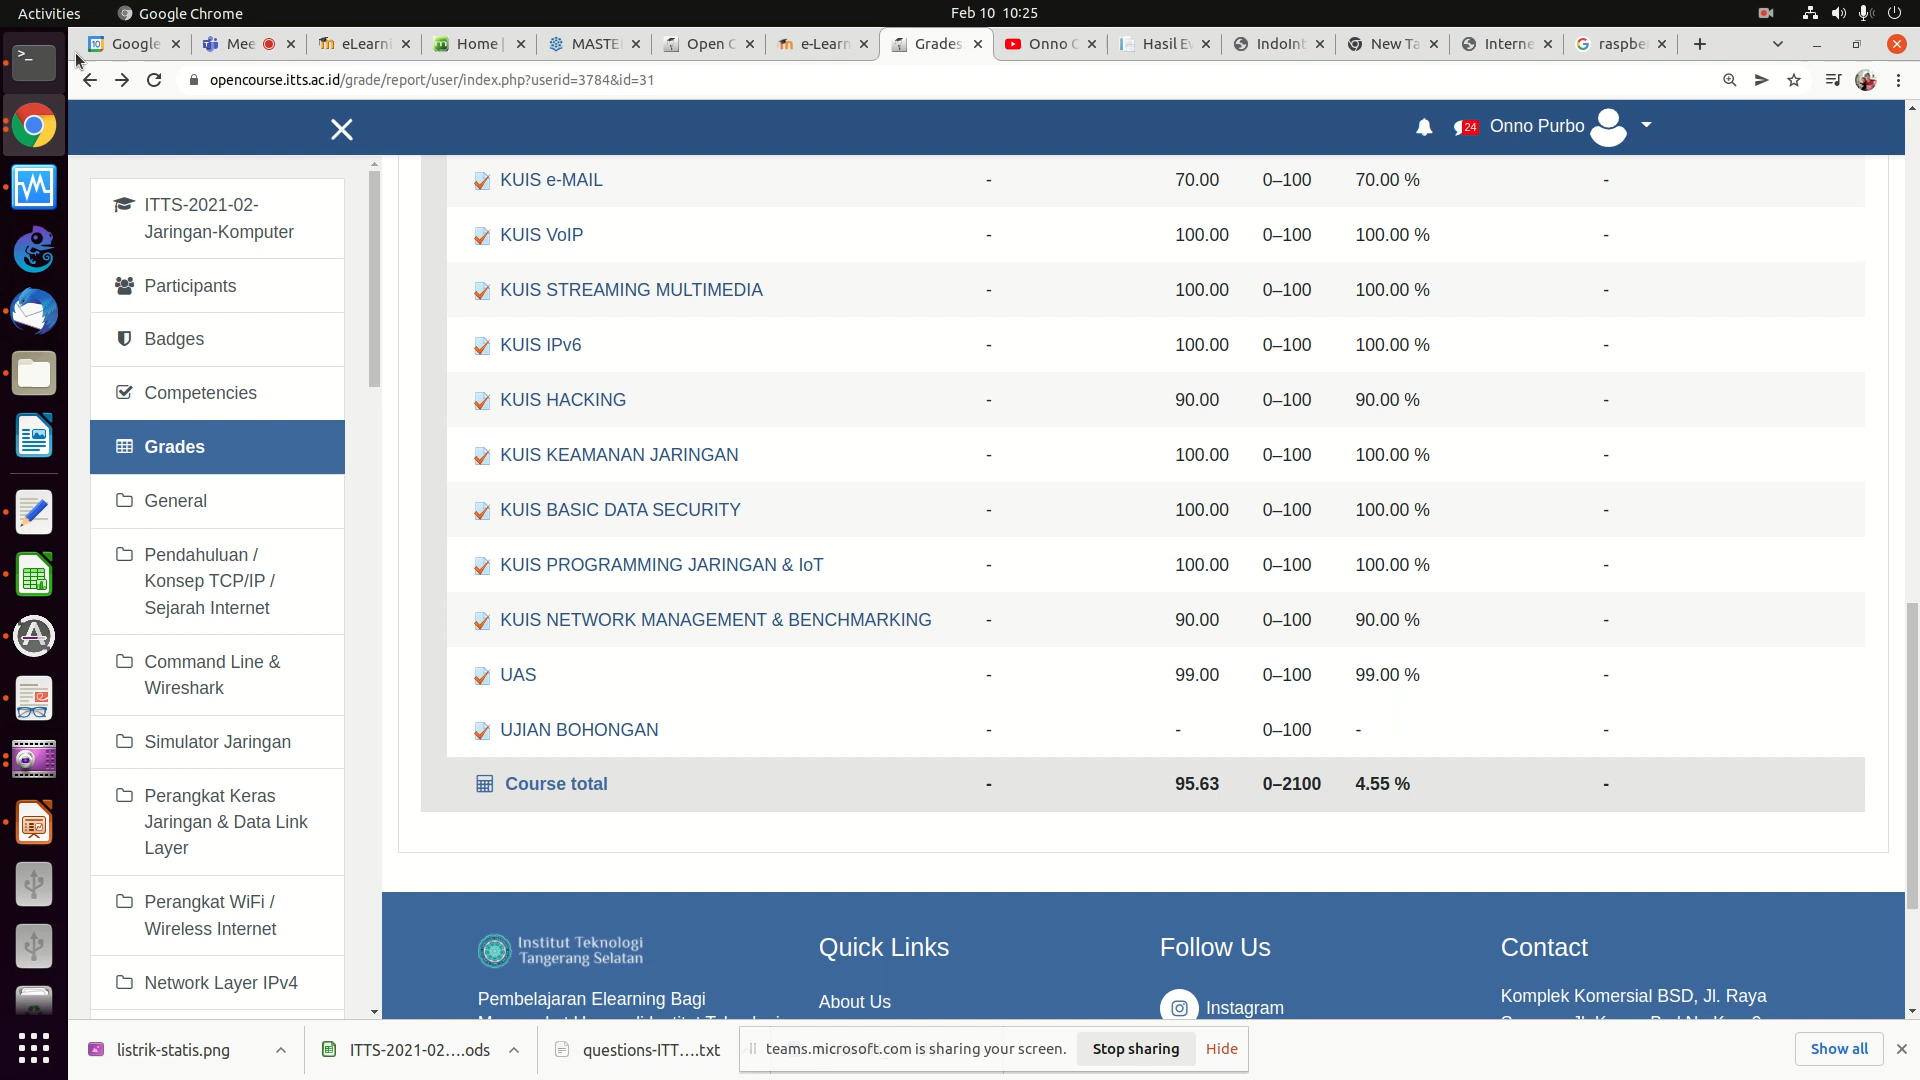 Activities
Google Chrome
Feb 10 10:25
10 Google
Mee
eLearni
Home |
MASTE
Open C
e-Learn
Grades
Onno C
Hasil Ev
IndoInt
New Ta
Interne
raspbe
opencourse.itts.ac.id/grade/report/user/index.php?userid=3784&id=31
24 Onno Purbo
ITTS-2021-02-
Jaringan-Komputer
Participants
Badges
Competencies
Grades
General
Pendahuluan /
Konsep TCP/IP /
Sejarah Internet
Command Line &
Wireshark
Simulator Jaringan
Perangkat Keras
Jaringan & Data Link
Layer
Perangkat WiFi /
Wireless Internet
Network Layer IPv4
KUIS e-MAIL - 70.00 0–100 70.00 % -
KUIS VoIP - 100.00 0–100 100.00 % -
KUIS STREAMING MULTIMEDIA - 100.00 0–100 100.00 % -
KUIS IPv6 - 100.00 0–100 100.00 % -
KUIS HACKING - 90.00 0–100 90.00 % -
KUIS KEAMANAN JARINGAN - 100.00 0–100 100.00 % -
KUIS BASIC DATA SECURITY - 100.00 0–100 100.00 % -
KUIS PROGRAMMING JARINGAN & IoT - 100.00 0–100 100.00 % -
KUIS NETWORK MANAGEMENT & BENCHMARKING - 90.00 0–100 90.00 % -
UAS - 99.00 0–100 99.00 % -
UJIAN BOHONGAN - - 0–100 - -
Course total - 95.63 0–2100 4.55 % -
Institut Teknologi
Tangerang Selatan
Pembelajaran Elearning Bagi
Quick Links
About Us
Follow Us
Instagram
Contact
Komplek Komersial BSD, Jl. Raya
listrik-statis.png
ITTS-2021-02....ods
questions-ITT....txt
teams.microsoft.com is sharing your screen.
Stop sharing
Hide
Show all